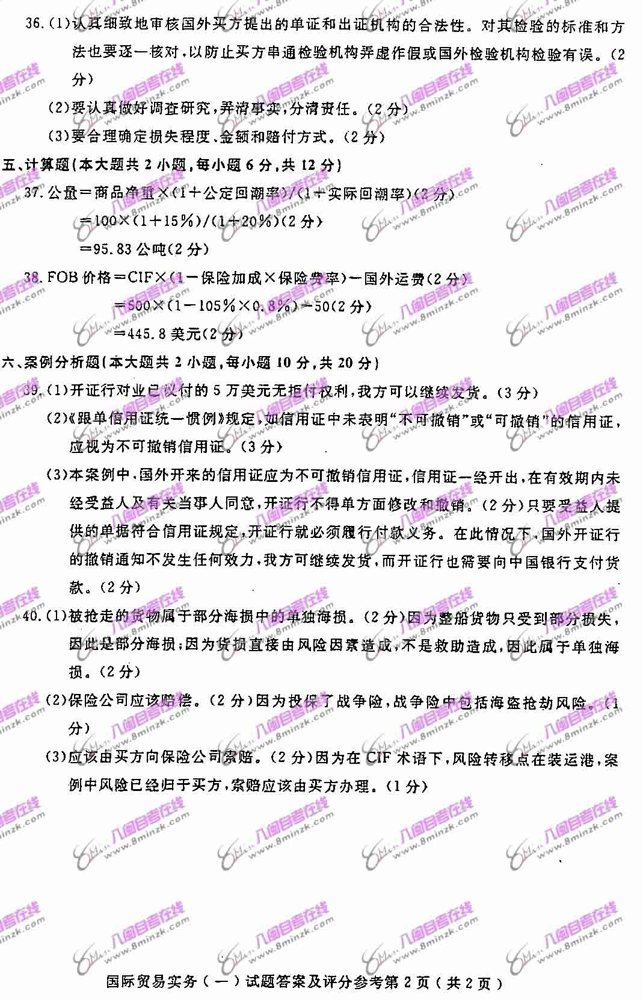 36.(1)认真细致地审核国外买方提出的单证和出证机构的合法性。对其检验的标准和方
法也要逐一核对,以防止买方串通检验机构弄虚作假或国外检验机构检验有误。(2
分)
(2)要认真做好调查研究,弄清事实,分清责任。(2分)
(3)要合理确定损失程度、金额和赔付方式。(2分)
五、计算题(本大题共2小题,每小题6分,共12分)
37.公量=商品净重×(1+公定回潮率)/(1+实际回潮率)(2分)
=100×(1+15%)/(1+20%)(2分)
=95.83公吨(2分)
38.FOB价格=CIF×(1-保险加成×保险费率)-国外运费(2分)
=500×(1-105%×0.8%)-50(2分)
=445.8美元(2分)
六、案例分析题(本大题共2小题,每小题10分,共20分)
39.(1)开证行对业已议付的5万美元无拒付权利,我方可以继续发货。(3分)
(2)《跟单信用证统一惯例》规定,如信用证中未表明“不可撤销”或“可撤销”的信用证,
应视为不可撤销信用证。(3分)
(3)本案例中,国外开来的信用证应为不可撤销信用证,信用证一经开出,在有效期内未
经受益人及有关当事人同意,开证行不得单方面修改和撤销。(2分)只要受益人提
供的单据符合信用证规定,开证行就必须履行付款义务。在此情况下,国外开证行
的撤销通知不发生任何效力,我方可继续发货,而开证行也需要向中国银行支付货
款。(2分)
40.(1)被抢走的货物属于部分海损中的单独海损。(2分)因为整船货物只受到部分损失,
因此是部分海损;因为货损直接由风险因素造成,不是救助造成,因此属于单独海
损。(2分)
(2)保险公司应该赔偿。(2分)因为投保了战争险,战争险中包括海盗抢劫风险。(1
分)
(3)应该由买方向保险公司索赔。(2分)因为在CIF术语下,风险转移点在装运港,案
例中风险已经归于买方,索赔应该由买方办理。(1分)
国际贸易实务(一)试题答案及评分参考第2页(共2页)
八闽自考在线
www.8minzk.com